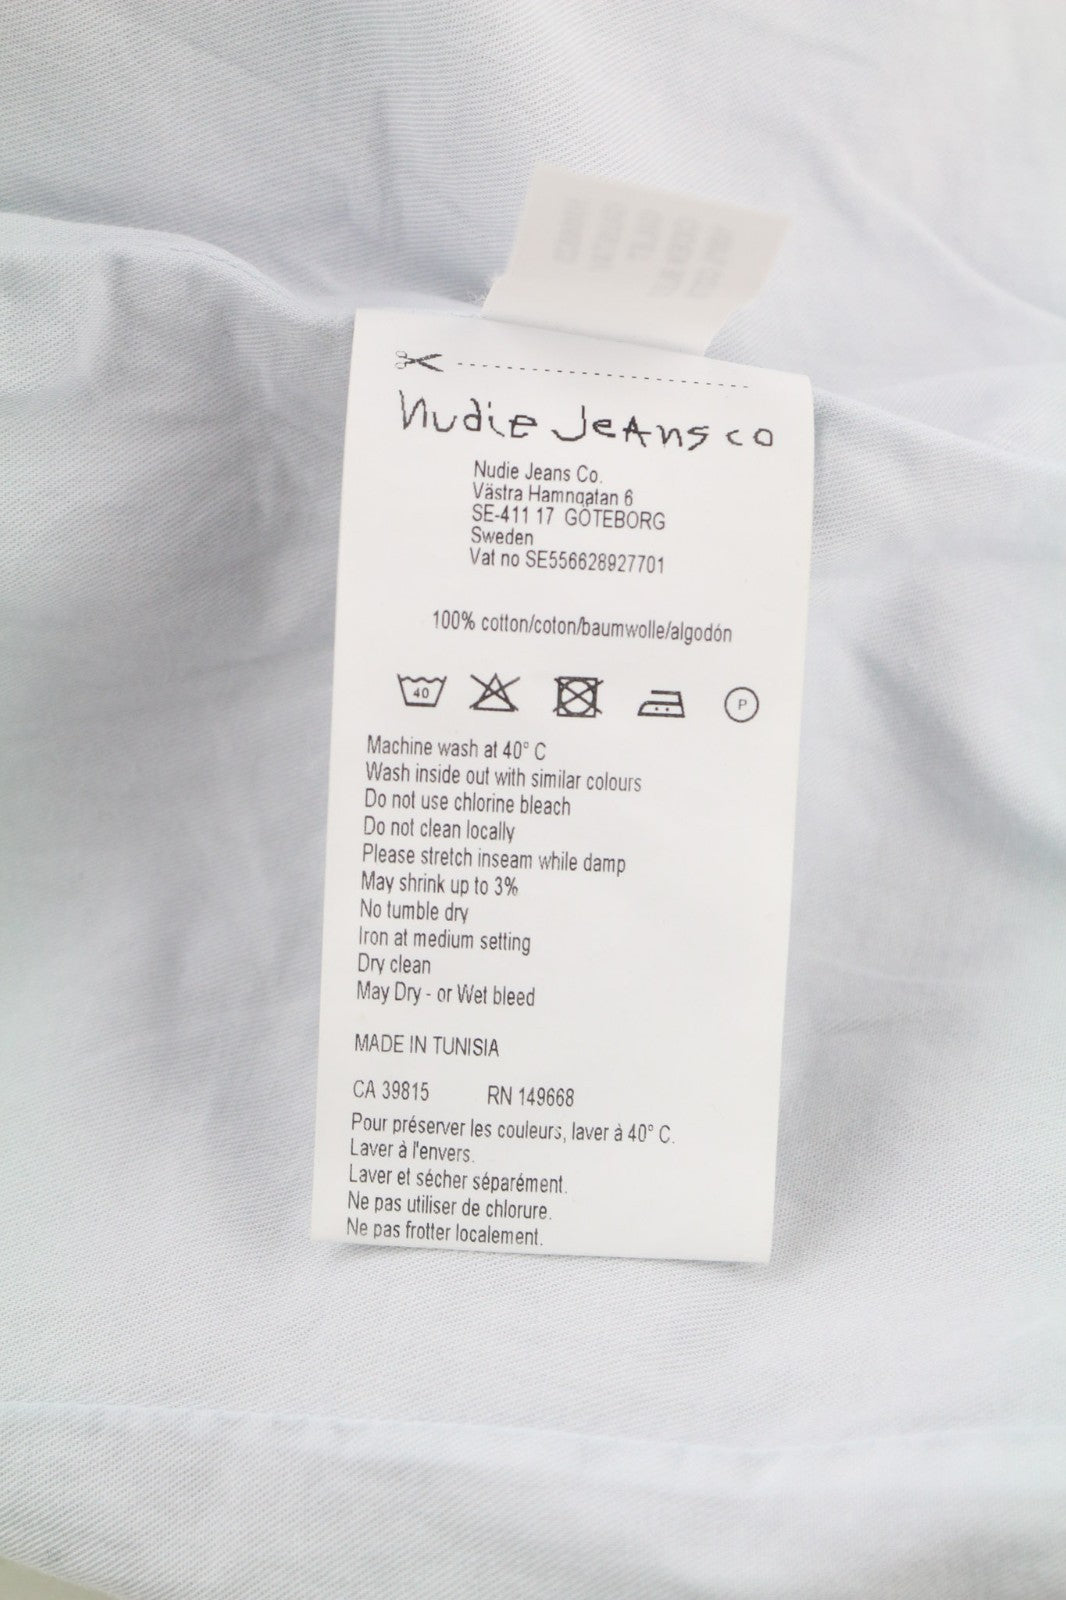 Nudie Jeans co
Nudie Jeans Co.
Västra Hamngatan 6
SE-411 17 GÖTEBORG
Sweden
Vat no SE556628927701
100% cotton/coton/baumwolle/algodón
40
P
Machine wash at 40° C
Wash inside out with similar colours
Do not use chlorine bleach
Do not clean locally
Please stretch inseam while damp
May shrink up to 3%
No tumble dry
Iron at medium setting
Dry clean
May Dry - or Wet bleed
MADE IN TUNISIA
CA 39815 RN 149668
Pour préserver les couleurs, laver à 40° C.
Laver à l'envers.
Laver et sécher séparément.
Ne pas utiliser de chlorure.
Ne pas frotter localement.